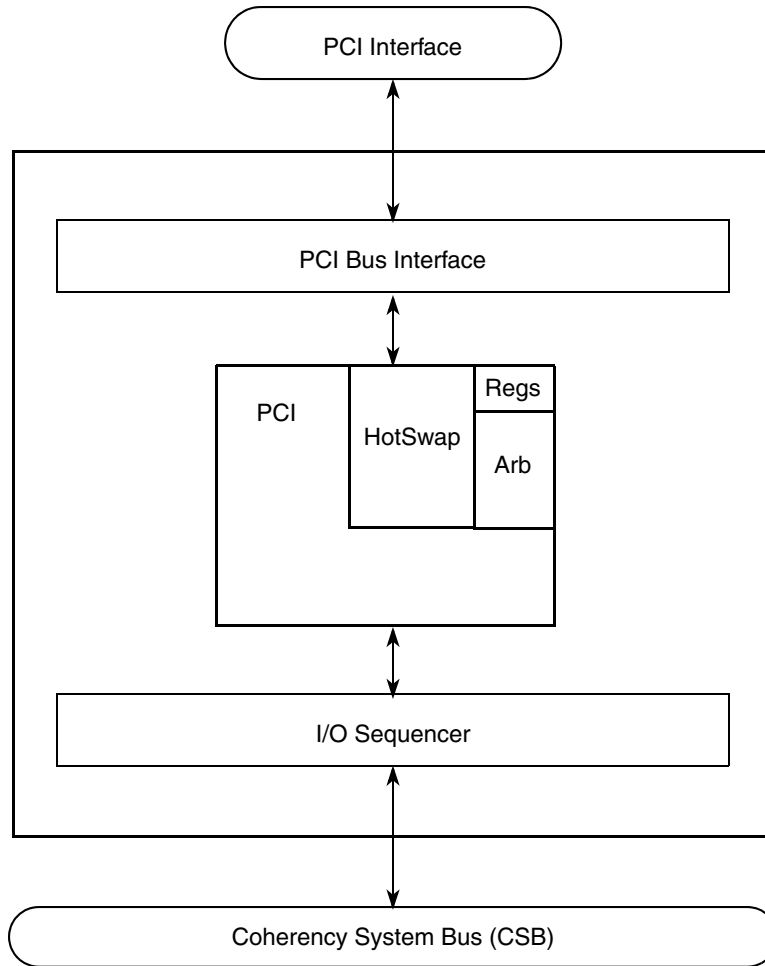 PCI Interface
PCI Bus Interface
PCI
HotSwap
Regs
Arb
I/O Sequencer
Coherency System Bus (CSB)